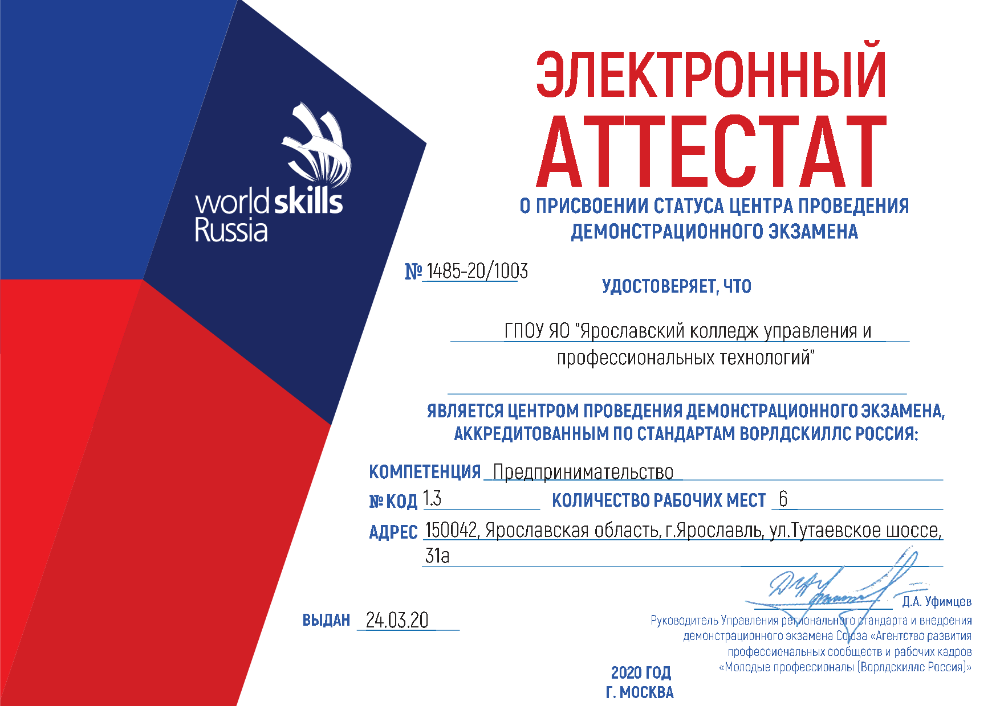 world skills
Russia
ЭЛЕКТРОННЫЙ
АТТЕСТАТ
О ПРИСВОЕНИИ СТАТУСА ЦЕНТРА ПРОВЕДЕНИЯ
ДЕМОНСТРАЦИОННОГО ЭКЗАМЕНА
№ 1485-20/1003
УДОСТОВЕРЯЕТ, ЧТО
ГПОУ ЯО "Ярославский колледж управления и
профессиональных технологий"
ЯВЛЯЕТСЯ ЦЕНТРОМ ПРОВЕДЕНИЯ ДЕМОНСТРАЦИОННОГО ЭКЗАМЕНА,
АККРЕДИТОВАННЫМ ПО СТАНДАРТАМ ВОРЛДСКИЛЛС РОССИЯ:
КОМПЕТЕНЦИЯ Предпринимательство
№ КОД 1.3 КОЛИЧЕСТВО РАБОЧИХ МЕСТ 6
АДРЕС 150042, Ярославская область, г.Ярославль, ул.Тутаевское шоссе,
31а
Д.А. Уфимцев
ВЫДАН 24.03.20
Руководитель Управления регионального стандарта и внедрения
демонстрационного экзамена Союза «Агентство развития
профессиональных сообществ и рабочих кадров
«Молодые профессионалы (Ворлдскиллс Россия)»
2020 ГОД
Г. МОСКВА